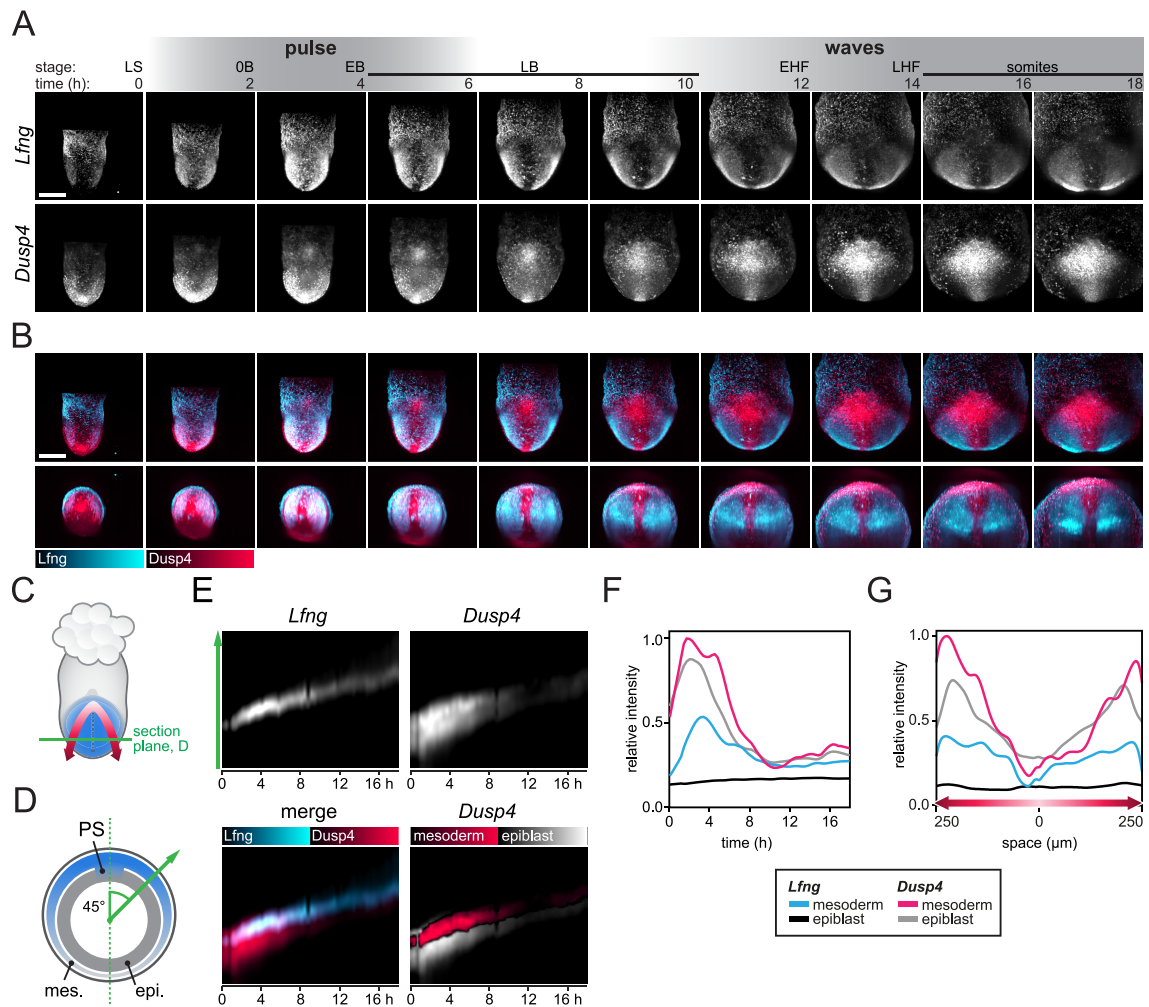 A
pulse waves
stage: LS 0B EB LB EHF LHF somites
time (h): 0 2 4 6 8 10 12 14 16 18
Lfng
Dusp4
B
Lfng Dusp4
C
section
plane, D
D
PS
45°
mes. epi.
E
Lfng Dusp4
0 4 8 12 16 h 0 4 8 12 16 h
merge Dusp4
Lfng Dusp4 mesoderm epiblast
0 4 8 12 16 h 0 4 8 12 16 h
F
relative intensity
1.0
0.5
0.0
0 4 8 12 16
time (h)
G
relative intensity
1.0
0.5
0.0
250 0 250
space (µm)
Lfng Dusp4
mesoderm mesoderm
epiblast epiblast